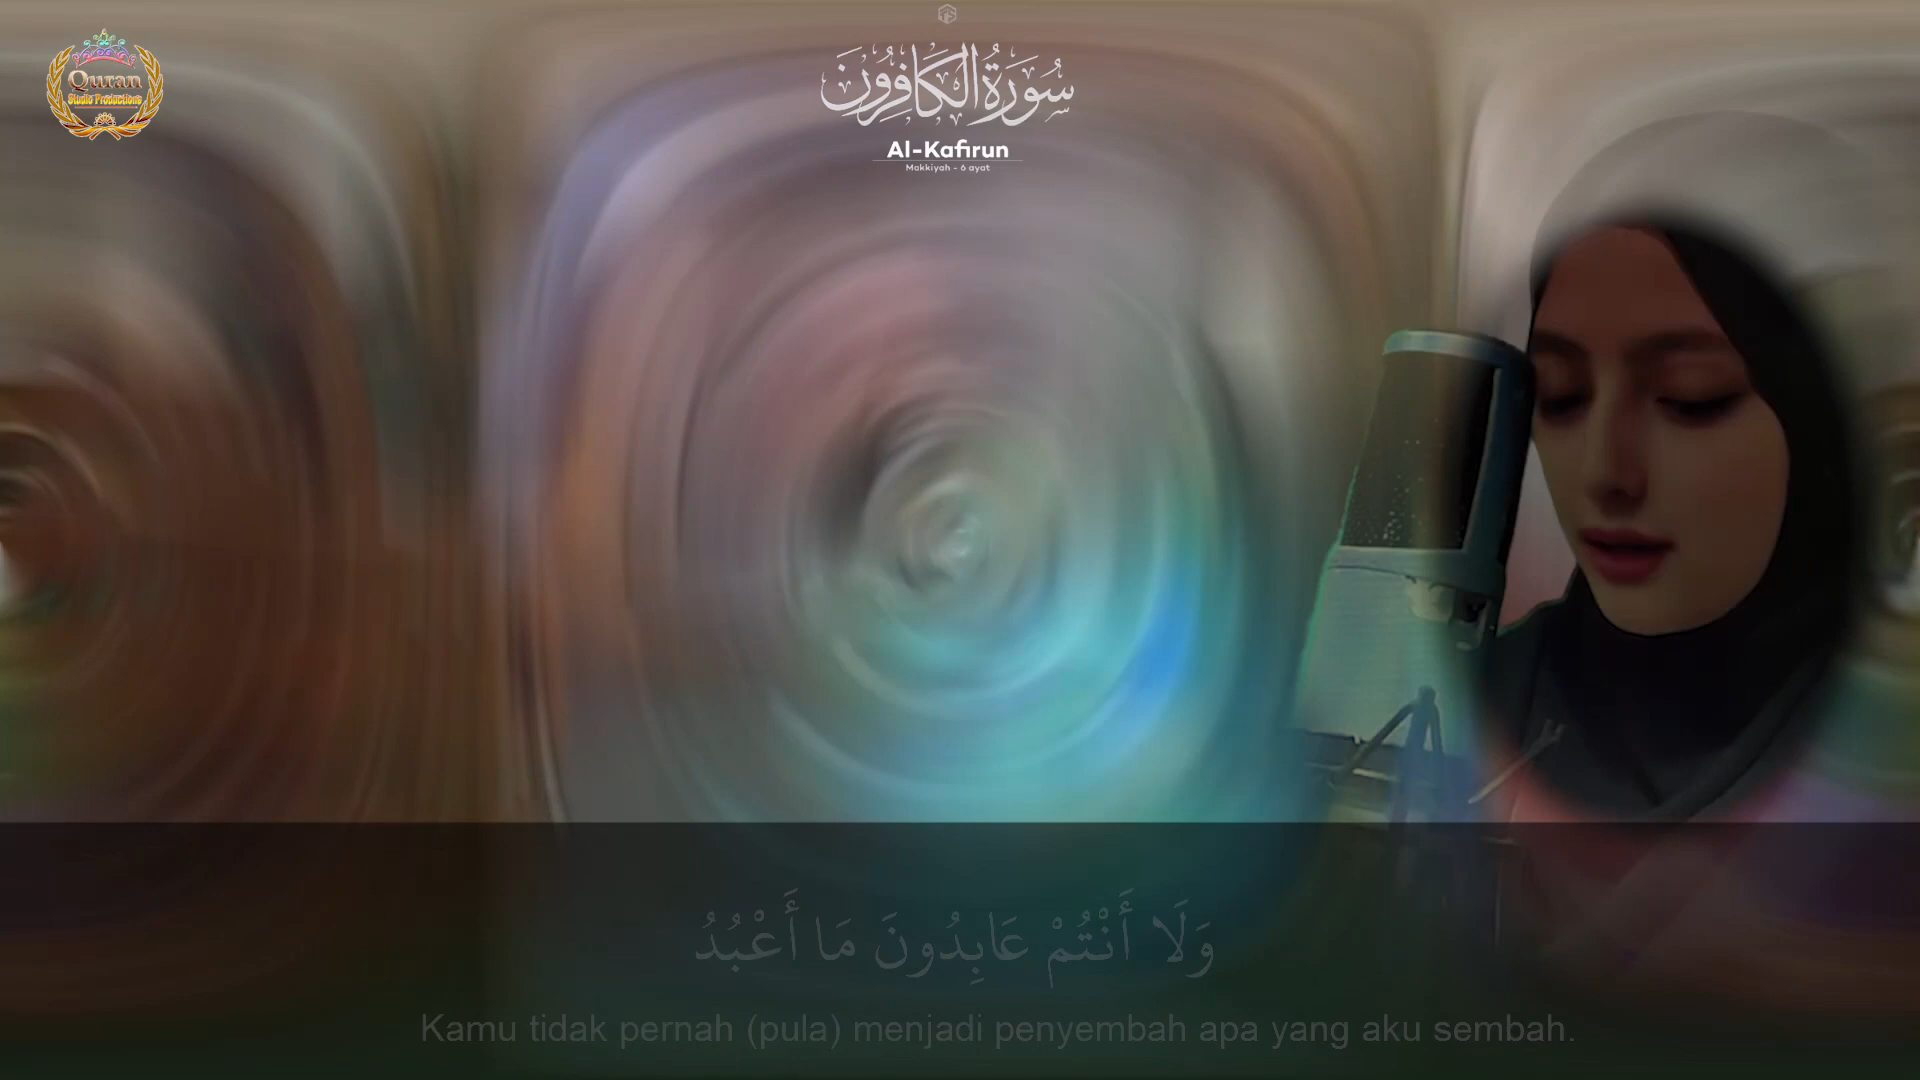 Quran
Studio Productions
سُورَةُ الكَافِرُونَ
Al-Kafirun
Makkiyah - 6 ayat
وَلَا أَنْتُمْ عَابِدُونَ مَا أَعْبُدُ
Kamu tidak pernah (pula) menjadi penyembah apa yang aku sembah.